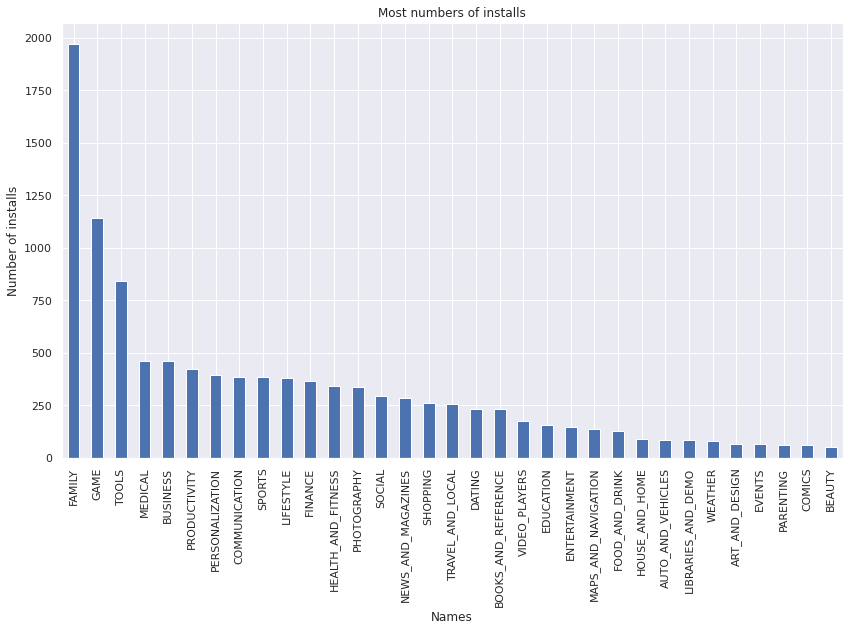 Most numbers of installs
Number of installs
2000
1750
1500
1250
1000
750
500
250
0
FAMILY
GAME
TOOLS
MEDICAL
BUSINESS
PRODUCTIVITY
PERSONALIZATION
COMMUNICATION
SPORTS
LIFESTYLE
FINANCE
HEALTH_AND_FITNESS
PHOTOGRAPHY
SOCIAL
NEWS_AND_MAGAZINES
SHOPPING
TRAVEL_AND_LOCAL
DATING
BOOKS_AND_REFERENCE
VIDEO_PLAYERS
EDUCATION
ENTERTAINMENT
MAPS_AND_NAVIGATION
FOOD_AND_DRINK
HOUSE_AND_HOME
AUTO_AND_VEHICLES
LIBRARIES_AND_DEMO
WEATHER
ART_AND_DESIGN
EVENTS
PARENTING
COMICS
BEAUTY
Names